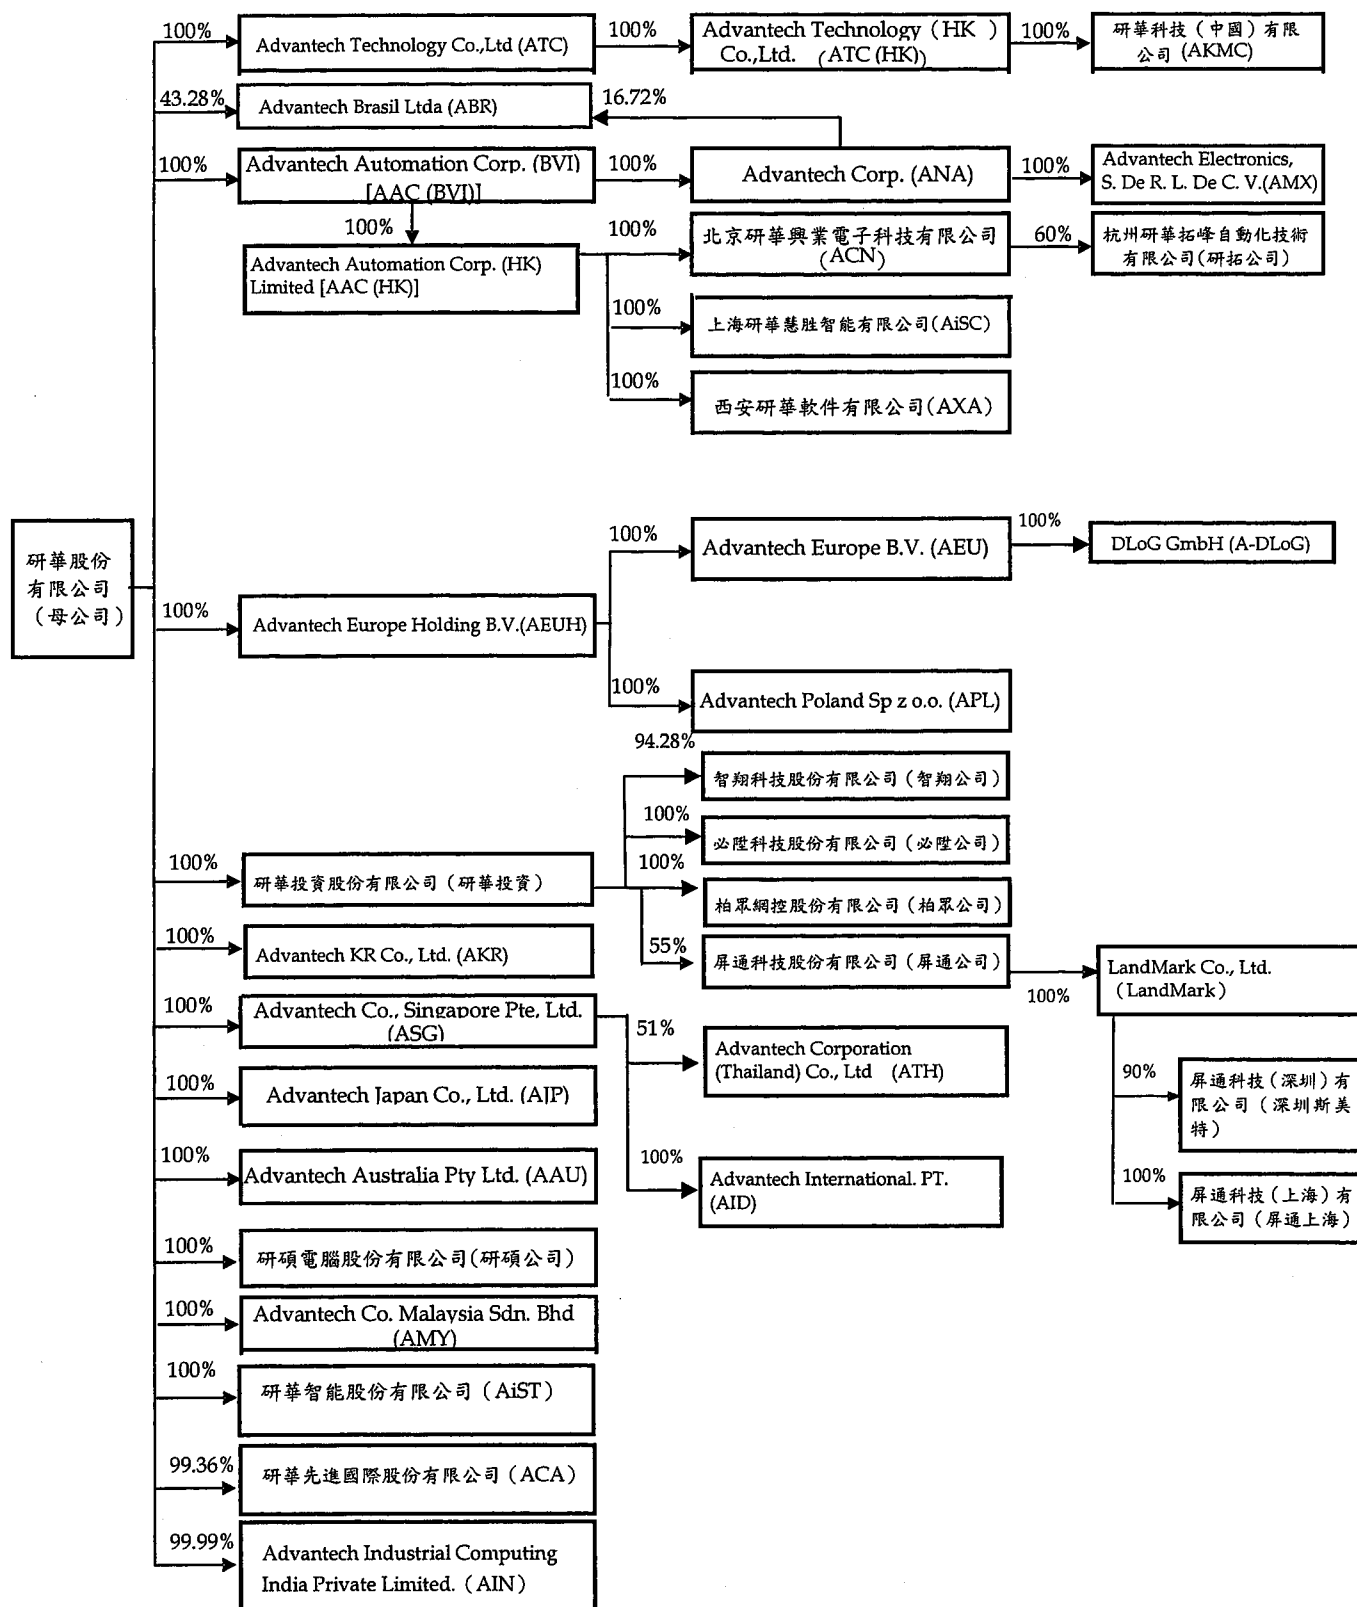 100%
Advantech Technology Co.,Ltd (ATC)
100%
Advantech Technology (HK )
Co.,Ltd. (ATC (HK))
100%
研華科技(中國)有限
公司(AKMC)
43.28%
Advantech Brasil Ltda (ABR)
16.72%
100%
Advantech Automation Corp. (BVI)
[AAC (BVI)]
100%
Advantech Corp. (ANA)
100%
Advantech Electronics,
S. De R. L. De C. V.(AMX)
100%
Advantech Automation Corp. (HK)
Limited [AAC (HK)]
100%
北京研華興業電子科技有限公司
(ACN)
60%
杭州研華拓峰自動化技術
有限公司(研拓公司)
100%
上海研華慧胜智能有限公司(AiSC)
100%
西安研華軟件有限公司(AXA)
研華股份
有限公司
(母公司)
100%
Advantech Europe Holding B.V.(AEUH)
100%
Advantech Europe B.V. (AEU)
100%
DLoG GmbH (A-DLoG)
100%
Advantech Poland Sp z o.o. (APL)
100%
研華投資股份有限公司(研華投資)
94.28%
智翔科技股份有限公司(智翔公司)
100%
必陞科技股份有限公司(必陞公司)
100%
柏眾網控股份有限公司(柏眾公司)
55%
屏通科技股份有限公司(屏通公司)
100%
LandMark Co., Ltd.
(LandMark)
90%
屏通科技(深圳)有
限公司(深圳斯美
特)
100%
屏通科技(上海)有
限公司(屏通上海)
100%
Advantech KR Co., Ltd. (AKR)
100%
Advantech Co., Singapore Pte, Ltd.
(ASG)
51%
Advantech Corporation
(Thailand) Co., Ltd (ATH)
100%
Advantech International. PT.
(AID)
100%
Advantech Japan Co., Ltd. (AJP)
100%
Advantech Australia Pty Ltd. (AAU)
100%
研碩電腦股份有限公司(研碩公司)
100%
Advantech Co. Malaysia Sdn. Bhd
(AMY)
100%
研華智能股份有限公司(AiST)
99.36%
研華先進國際股份有限公司(ACA)
99.99%
Advantech Industrial Computing
India Private Limited. (AIN)